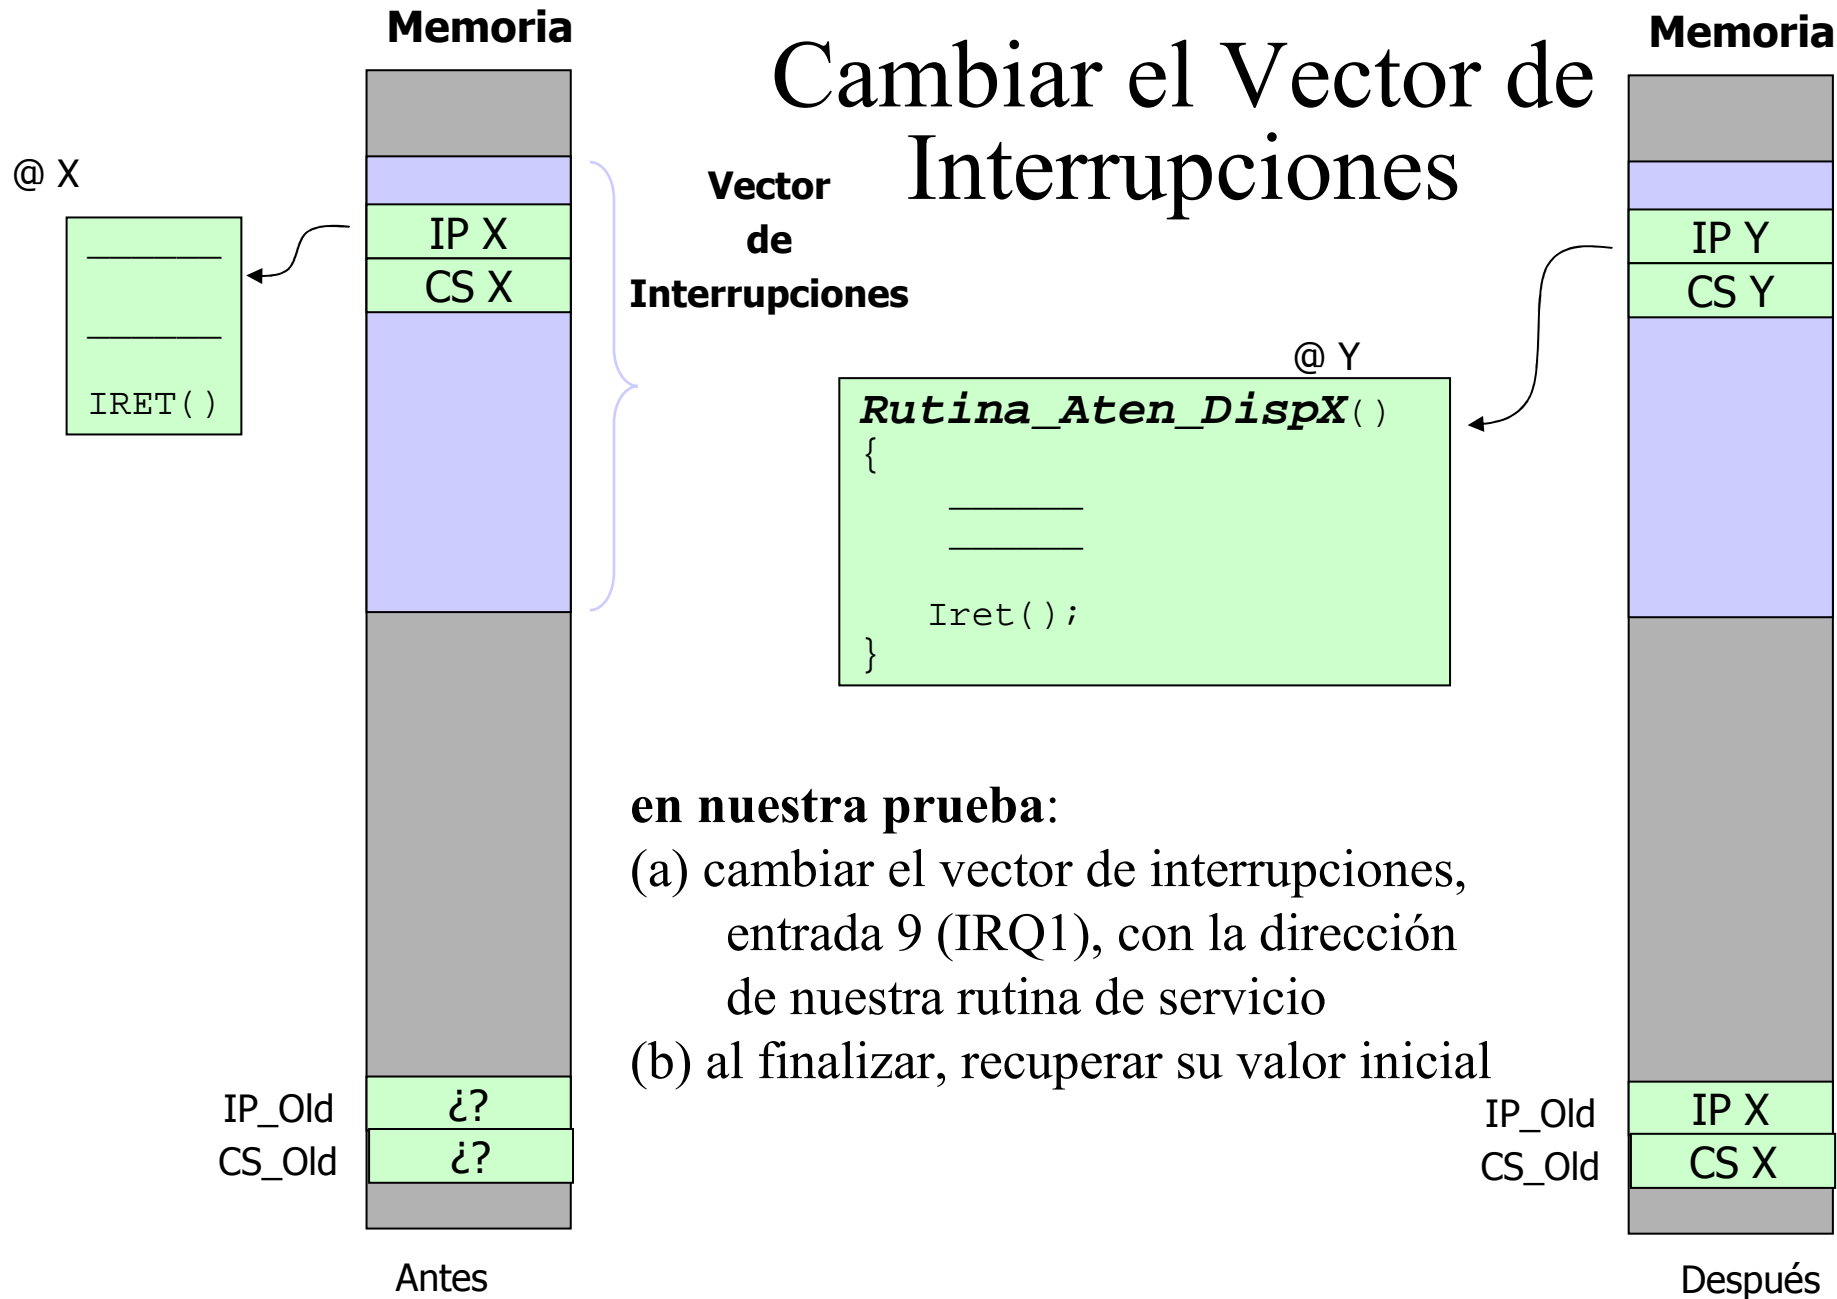 Cambiar el Vector de
Interrupciones
Memoria
@ X
IRET()
IP X
CS X
Vector
de
Interrupciones
Memoria
IP Y
CS Y
@ Y
Rutina_Aten_DispX()
{
Iret();
}
en nuestra prueba:
(a) cambiar el vector de interrupciones,
entrada 9 (IRQ1), con la dirección
de nuestra rutina de servicio
(b) al finalizar, recuperar su valor inicial
IP_Old
¿?
CS_Old
¿?
Antes
IP_Old
IP X
CS_Old
CS X
Después